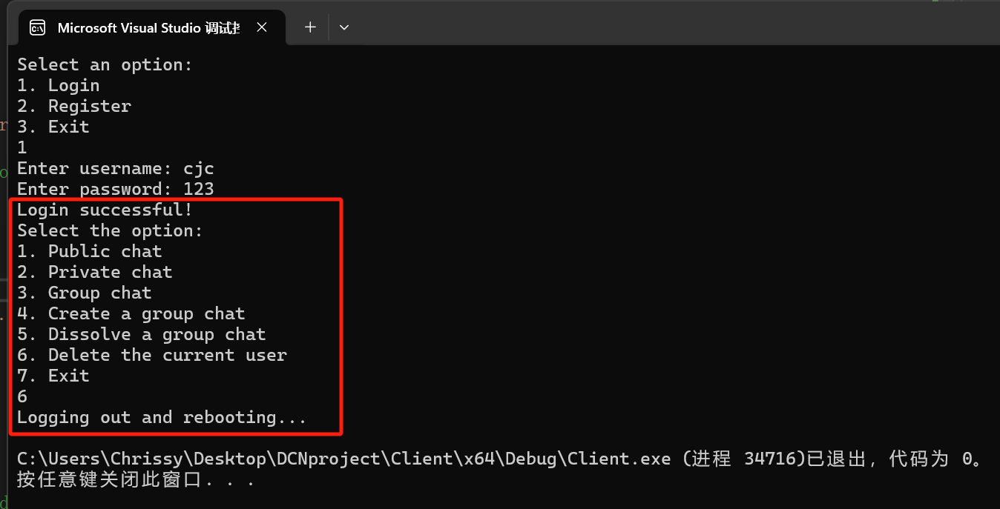 Microsoft Visual Studio 调试
Select an option:
1. Login
2. Register
3. Exit
1
Enter username: cjc
Enter password: 123
Login successful!
Select the option:
1. Public chat
2. Private chat
3. Group chat
4. Create a group chat
5. Dissolve a group chat
6. Delete the current user
7. Exit
6
Logging out and rebooting...
C:\Users\Chrissy\Desktop\DCNproject\Client\x64\Debug\Client.exe (进程 34716)已退出，代码为 0。
按任意键关闭此窗口. . .